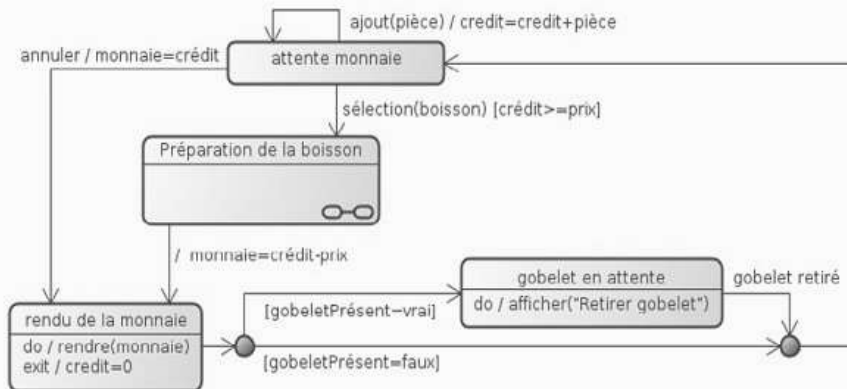 ajout(pièce) / credit=credit+pièce
annuler / monnaie=crédit
attente monnaie
sélection(boisson) [crédit>=prix]
Préparation de la boisson
/ monnaie=crédit-prix
gobelet en attente
gobelet retiré
do / afficher("Retirer gobelet")
[gobeletPrésent=vrai]
rendu de la monnaie
do / rendre(monnaie)
exit / credit=0
[gobeletPrésent=faux]